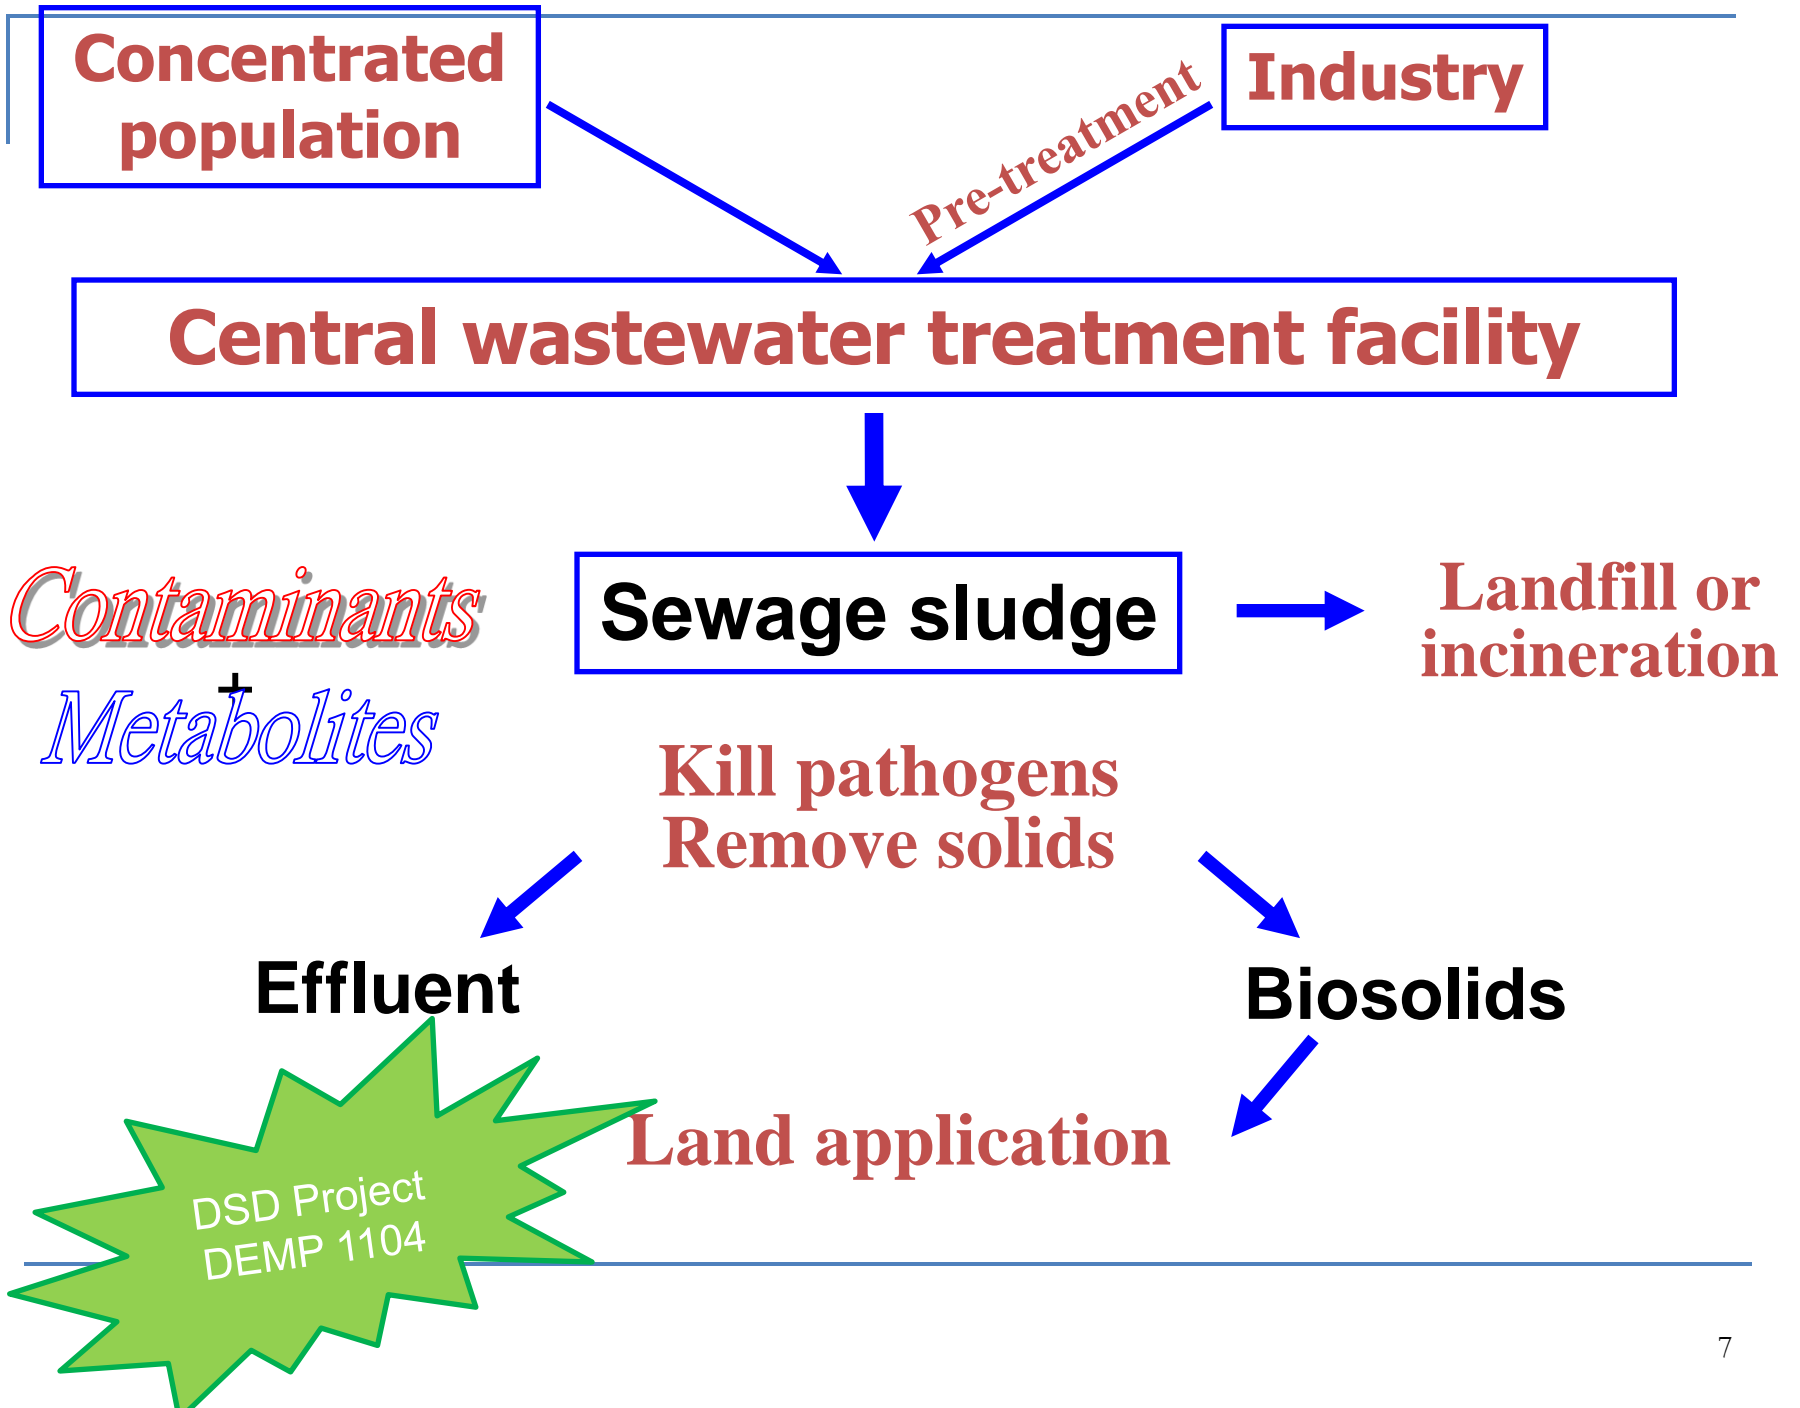 Concentrated
population
Industry
Pre-treatment
Central wastewater treatment facility
Sewage sludge
Landfill or
incineration
Contaminants
+
Metabolites
Kill pathogens
Remove solids
Effluent
Biosolids
Land application
DSD Project
DEMP 1104
7